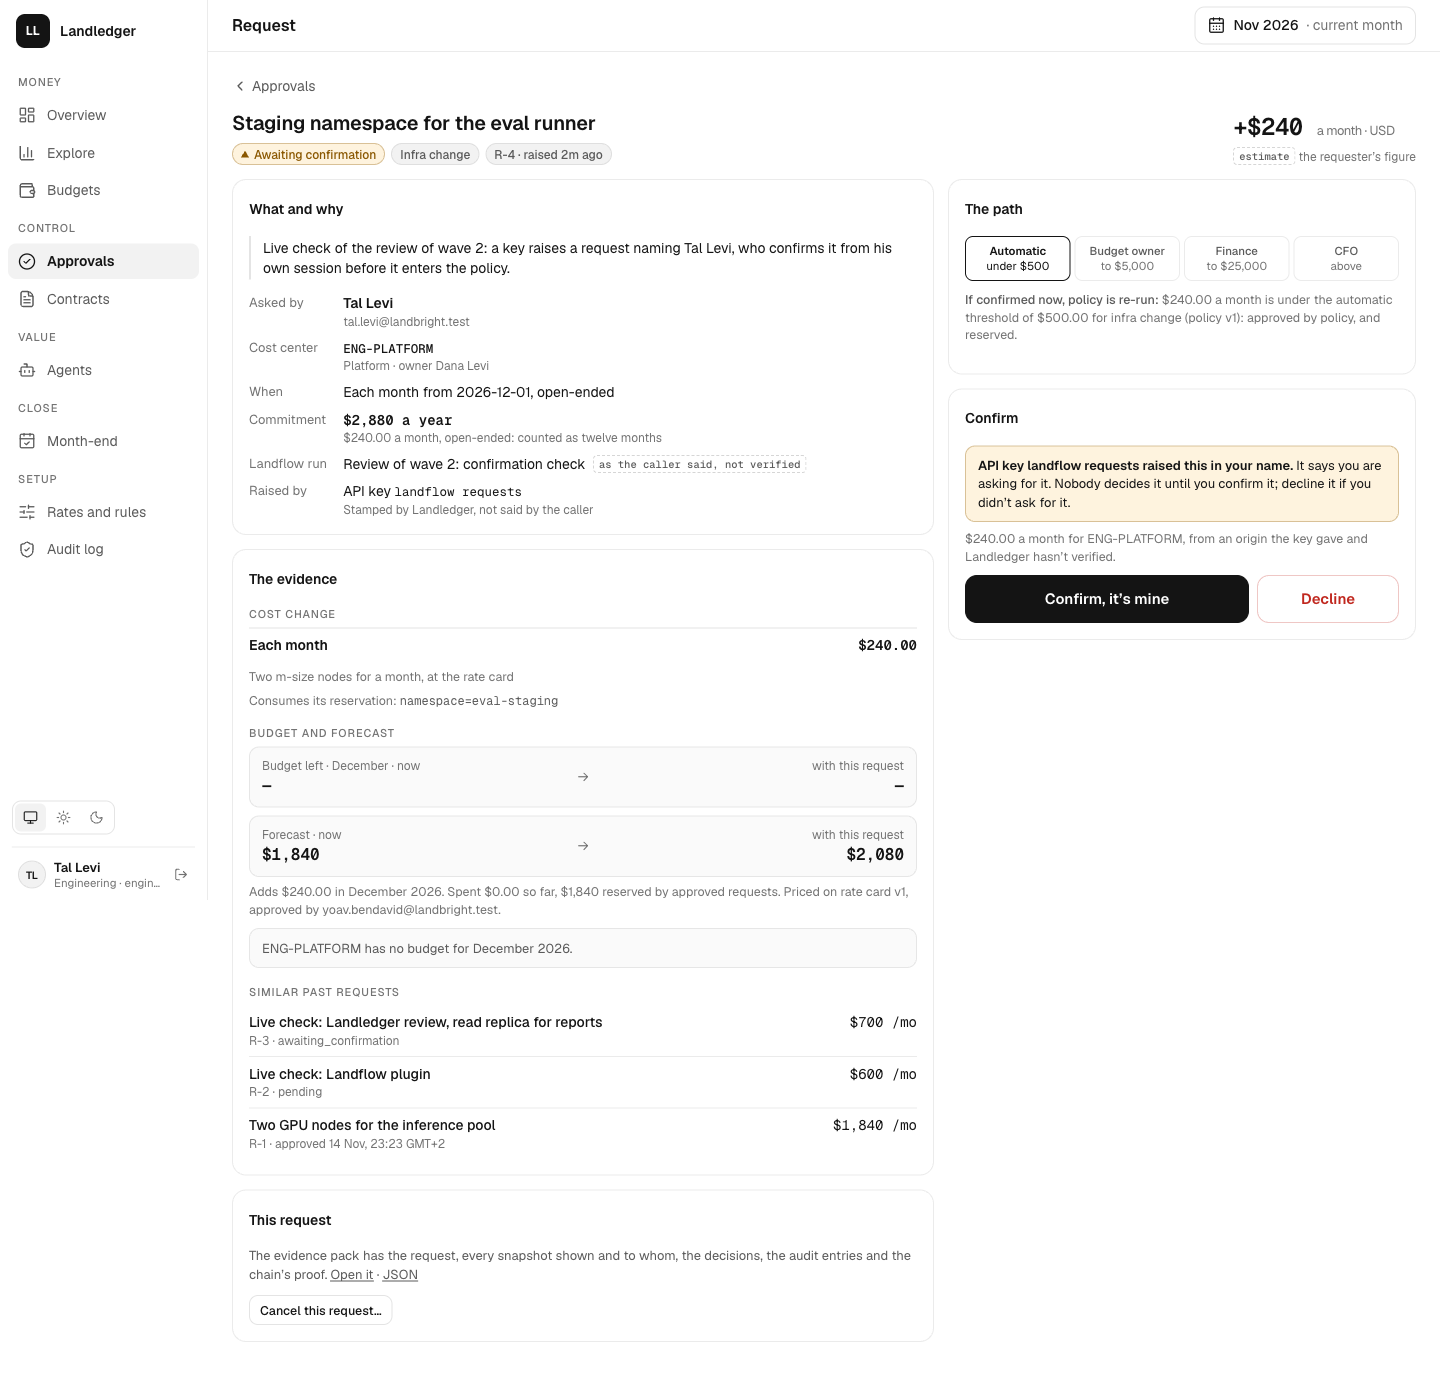 LL
Landledger
MONEY
Overview
Explore
Budgets
CONTROL
Approvals
Contracts
VALUE
Agents
CLOSE
Month-end
SETUP
Rates and rules
Audit log
TL
Tal Levi
Engineering · engin…
Request
Nov 2026 · current month
Approvals
Staging namespace for the eval runner
Awaiting confirmation
Infra change
R-4 · raised 2m ago
+$240 a month · USD
estimate the requester's figure
What and why
Live check of the review of wave 2: a key raises a request naming Tal Levi, who confirms it from his
own session before it enters the policy.
Asked by Tal Levi
tal.levi@landbright.test
Cost center ENG-PLATFORM
Platform · owner Dana Levi
When Each month from 2026-12-01, open-ended
Commitment $2,880 a year
$240.00 a month, open-ended: counted as twelve months
Landflow run Review of wave 2: confirmation check as the caller said, not verified
Raised by API key landflow requests
Stamped by Landledger, not said by the caller
The evidence
COST CHANGE
Each month $240.00
Two m-size nodes for a month, at the rate card
Consumes its reservation: namespace=eval-staging
BUDGET AND FORECAST
Budget left · December · now → with this request
— —
Forecast · now → with this request
$1,840 $2,080
Adds $240.00 in December 2026. Spent $0.00 so far, $1,840 reserved by approved requests. Priced on rate card v1,
approved by yoav.bendavid@landbright.test.
ENG-PLATFORM has no budget for December 2026.
SIMILAR PAST REQUESTS
Live check: Landledger review, read replica for reports $700 /mo
R-3 · awaiting_confirmation
Live check: Landflow plugin $600 /mo
R-2 · pending
Two GPU nodes for the inference pool $1,840 /mo
R-1 · approved 14 Nov, 23:23 GMT+2
This request
The evidence pack has the request, every snapshot shown and to whom, the decisions, the audit entries and the
chain's proof. Open it · JSON
Cancel this request…
The path
Automatic
under $500
Budget owner
to $5,000
Finance
to $25,000
CFO
above
If confirmed now, policy is re-run: $240.00 a month is under the automatic
threshold of $500.00 for infra change (policy v1): approved by policy, and
reserved.
Confirm
API key landflow requests raised this in your name. It says you are
asking for it. Nobody decides it until you confirm it; decline it if you
didn't ask for it.
$240.00 a month for ENG-PLATFORM, from an origin the key gave and
Landledger hasn't verified.
Confirm, it's mine
Decline